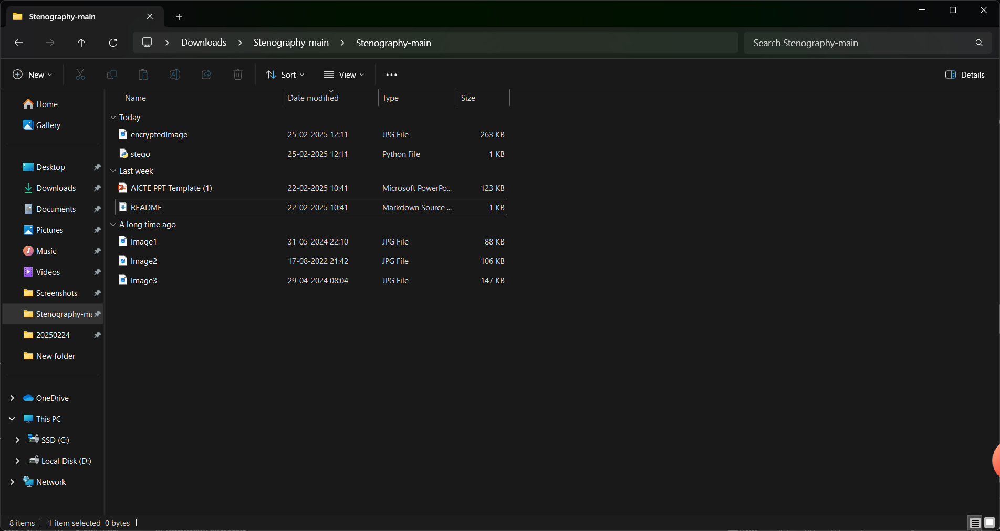 Stenography-main
Downloads
Stenography-main
Stenography-main
Search Stenography-main
New
Sort
View
Details
Home
Gallery
Desktop
Downloads
Documents
Pictures
Music
Videos
Screenshots
Stenography-ma
20250224
New folder
OneDrive
This PC
SSD (C:)
Local Disk (D:)
Network
Name Date modified Type Size
Today
encryptedImage 25-02-2025 12:11 JPG File 263 KB
stego 25-02-2025 12:11 Python File 1 KB
Last week
AICTE PPT Template (1) 22-02-2025 10:41 Microsoft PowerPo... 123 KB
README 22-02-2025 10:41 Markdown Source ... 1 KB
A long time ago
Image1 31-05-2024 22:10 JPG File 88 KB
Image2 17-08-2022 21:42 JPG File 106 KB
Image3 29-04-2024 08:04 JPG File 147 KB
8 items 1 item selected 0 bytes